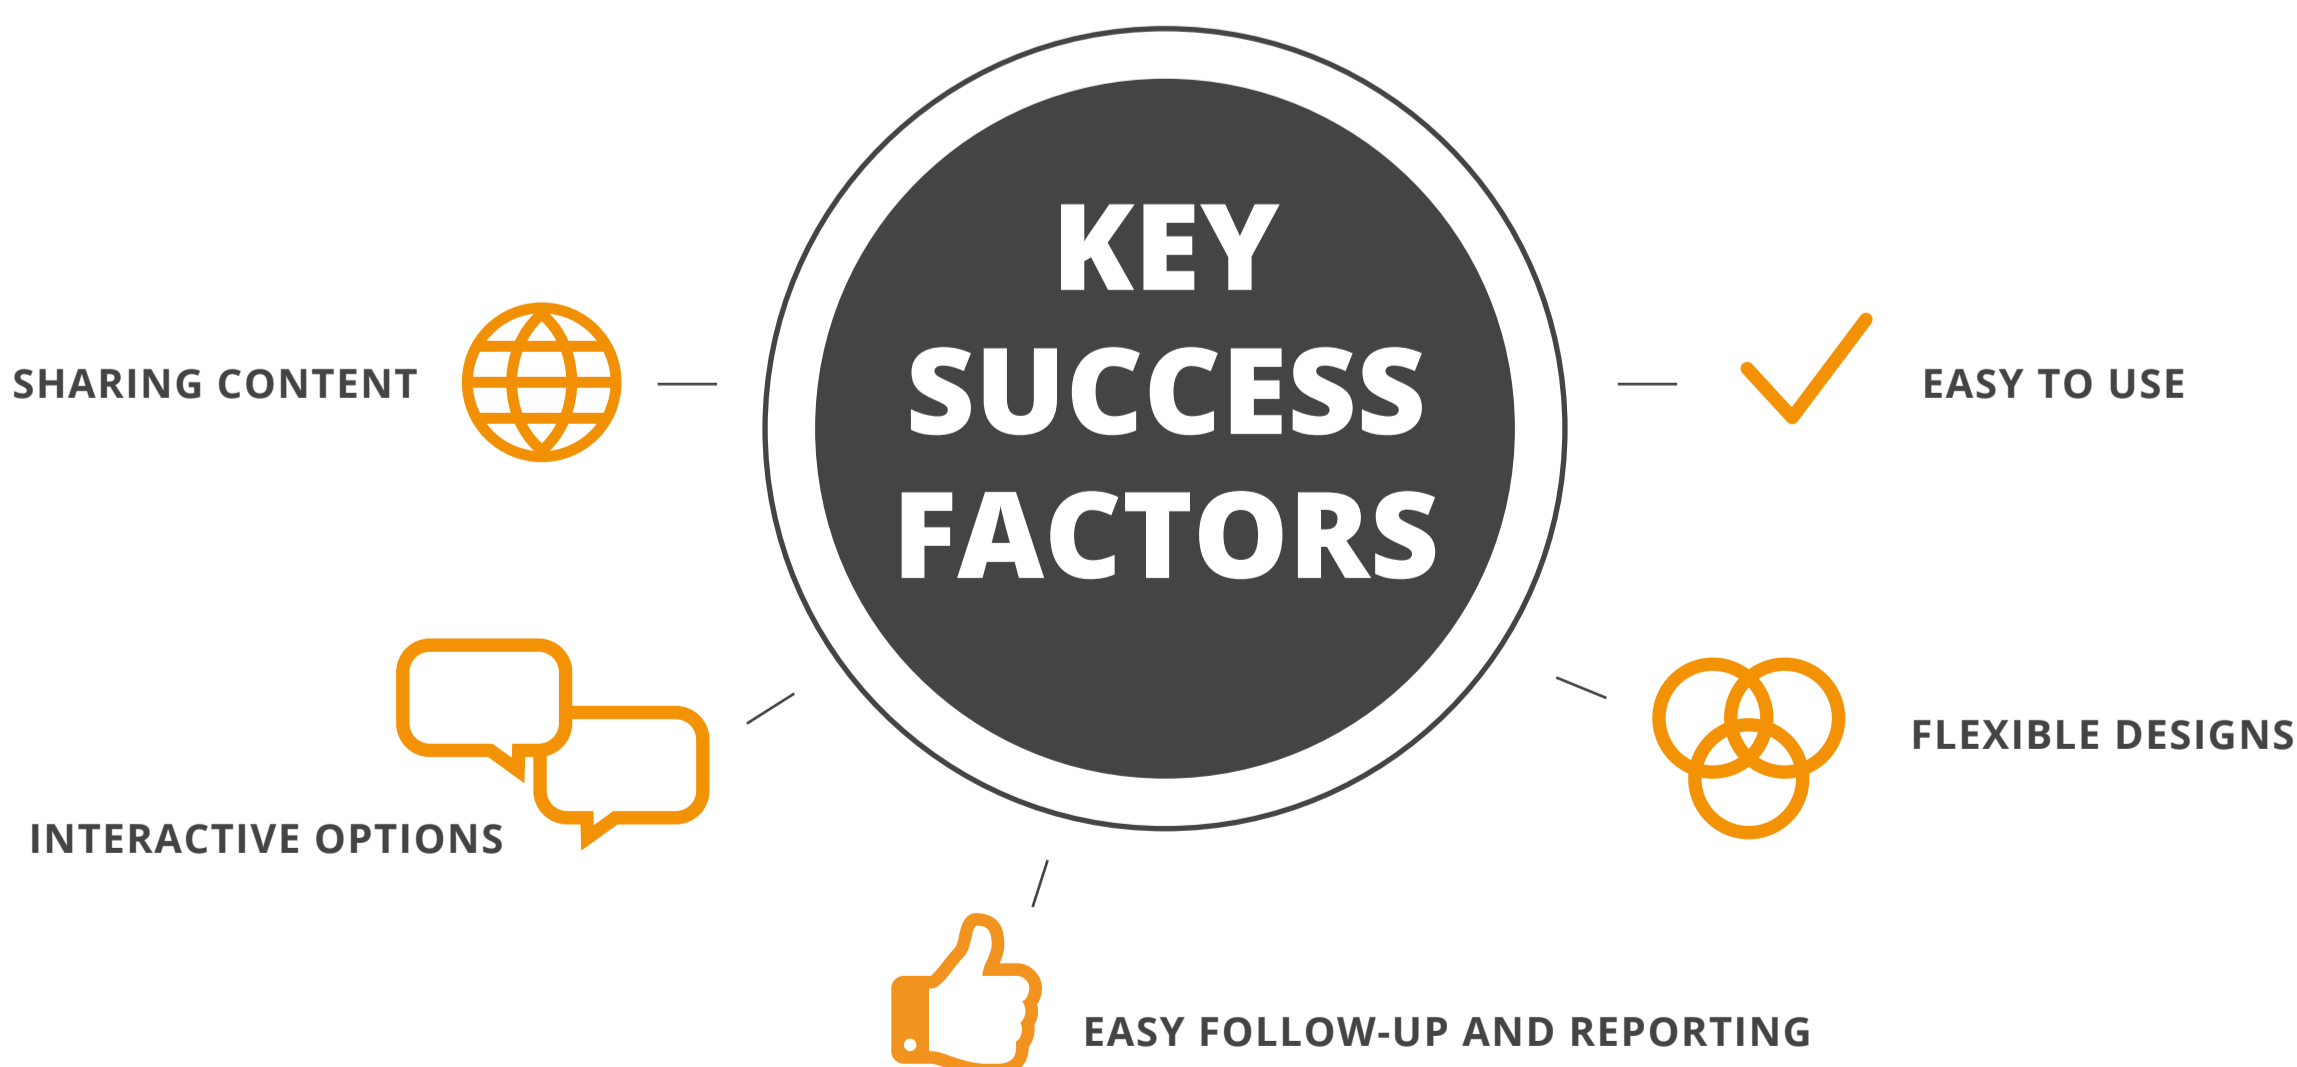 KEY
SUCCESS
FACTORS
SHARING CONTENT
EASY TO USE
FLEXIBLE DESIGNS
INTERACTIVE OPTIONS
EASY FOLLOW-UP AND REPORTING